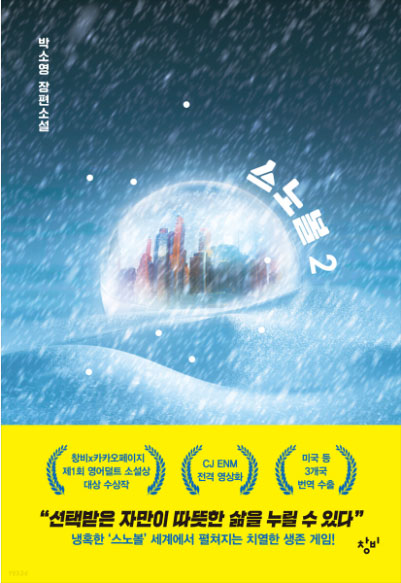 박소영 장편소설
스노볼 2
창비x카카오페이지
제1회 영어덜트 소설상
대상 수상작
CJ ENM
전격 영상화
미국 등
3개국
번역 수출
“선택받은 자만이 따뜻한 삶을 누릴 수 있다”
냉혹한 ‘스노볼’ 세계에서 펼쳐지는 치열한 생존 게임!
창비
YES24